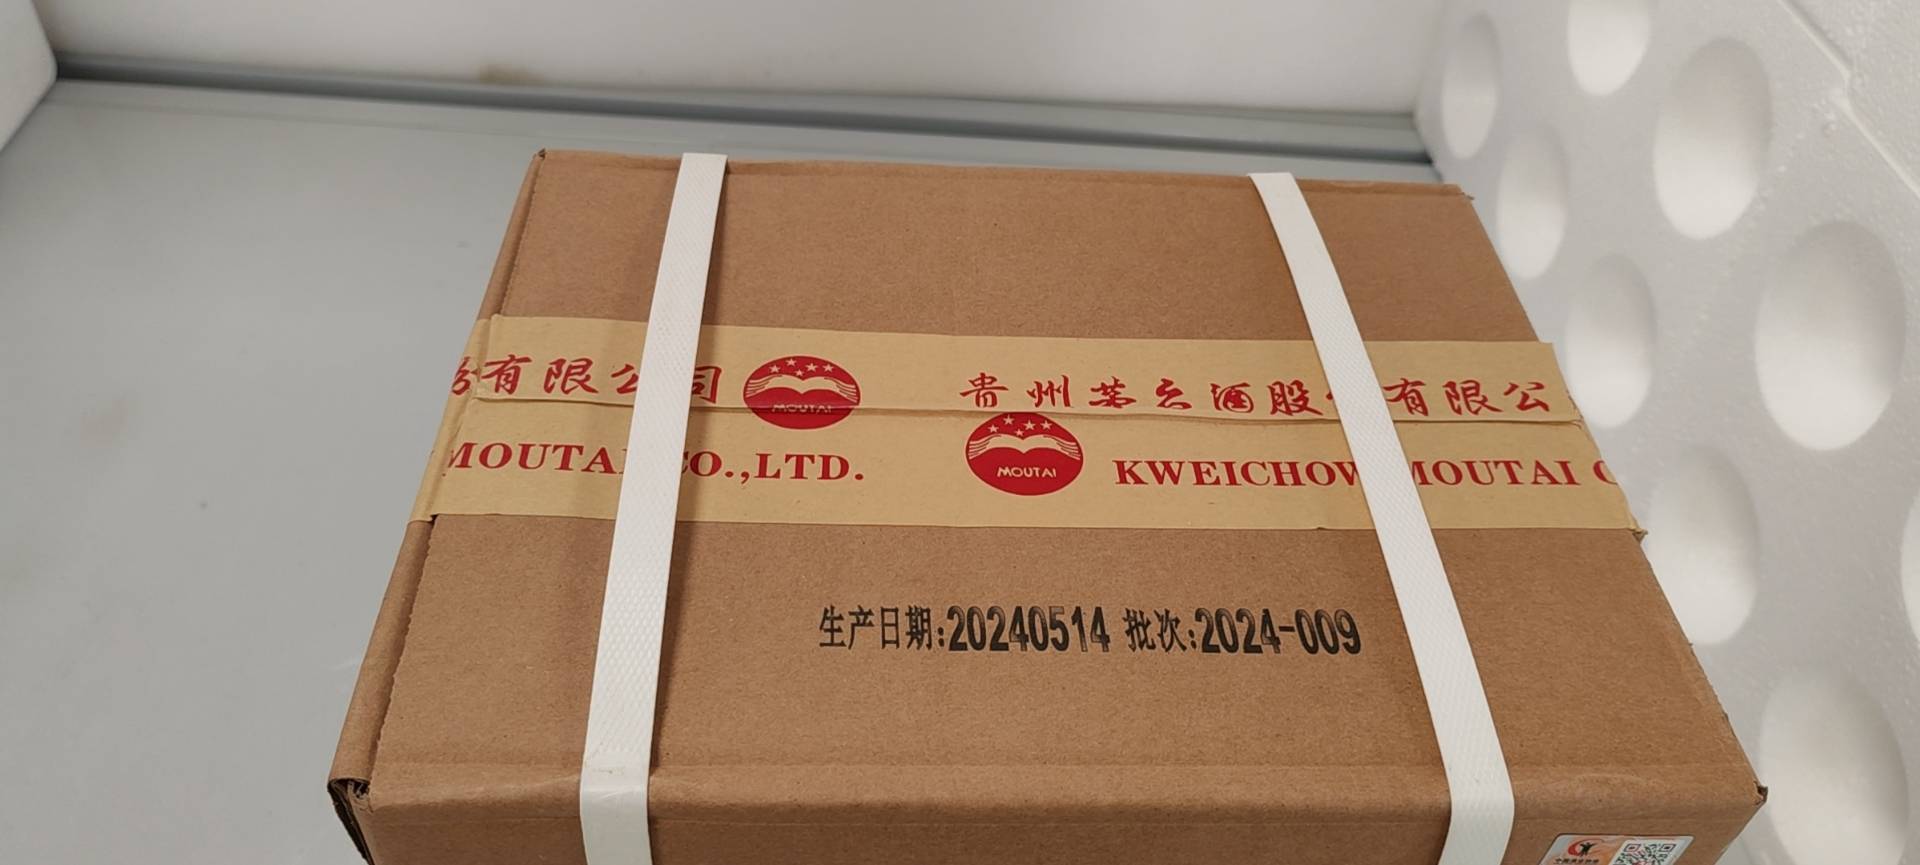 有限公司 MOUTAI 贵州茅台酒股份有限公
MOUTAI CO.,LTD. MOUTAI KWEICHOW MOUTAI C
生产日期:20240514 批次:2024-009